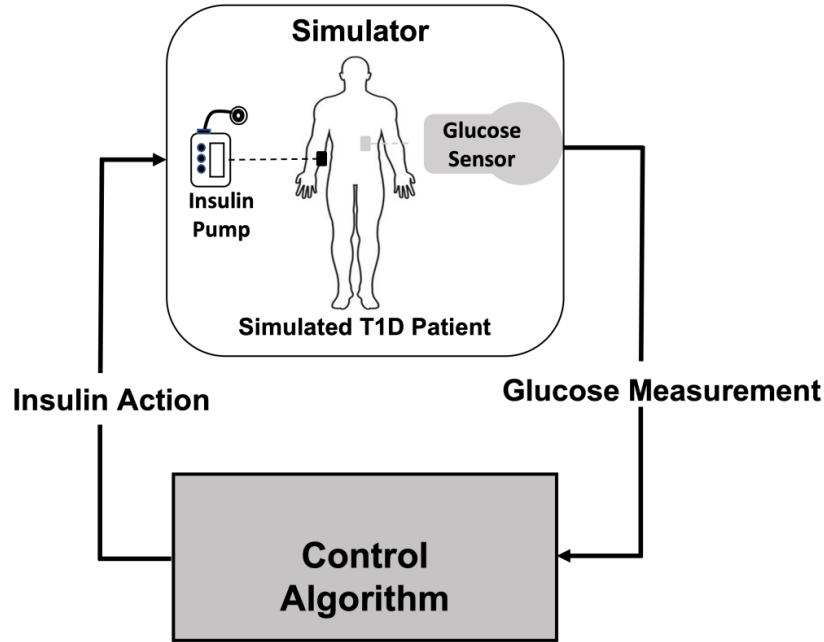 Simulator
Glucose
Sensor
Insulin
Pump
Simulated T1D Patient
Insulin Action
Glucose Measurement
Control
Algorithm